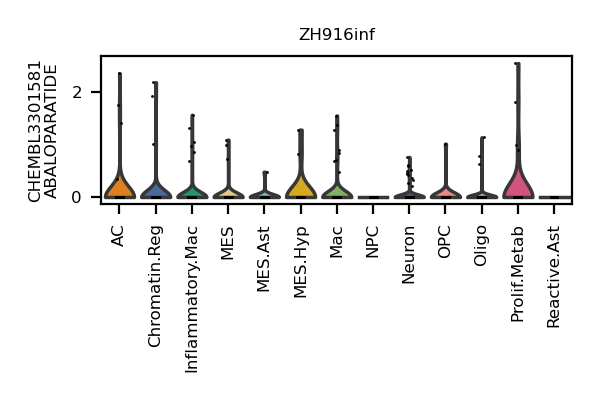 ZH916inf
CHEMBL3301581
ABALOPARATIDE
2
0
AC
Chromatin.Reg
Inflammatory.Mac
MES
MES.Ast
MES.Hyp
Mac
NPC
Neuron
OPC
Oligo
Prolif.Metab
Reactive.Ast